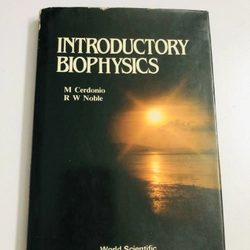 INTRODUCTORY
BIOPHYSICS
M Cerdonio
R W Noble
World Scientific